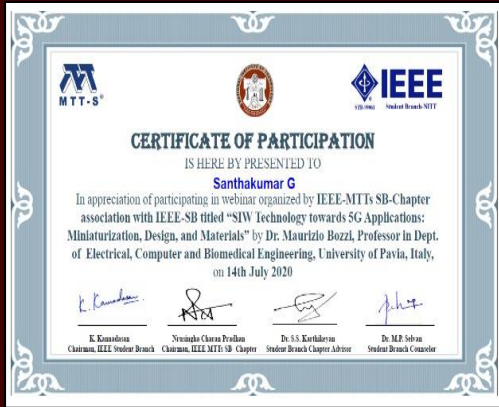 MTT-S®
IEEE
STB-19961 Student Branch-NITT
CERTIFICATE OF PARTICIPATION
IS HERE BY PRESENTED TO
Santhakumar G
In appreciation of participating in webinar organized by IEEE-MTTs SB-Chapter
association with IEEE-SB titled “SIW Technology towards 5G Applications:
Miniaturization, Design, and Materials” by Dr. Maurizio Bozzi, Professor in Dept.
of Electrical, Computer and Biomedical Engineering, University of Pavia, Italy,
on 14th July 2020
K. Kannadasan
K. Kannadasan Nrusingha Charan Pradhan Dr. S.S. Karthikeyan Dr. M.P. Selvan
Chairman, IEEE Student Branch Chairman, IEEE MTTs SB Chapter Student Branch Chapter Advisor Student Branch Counselor